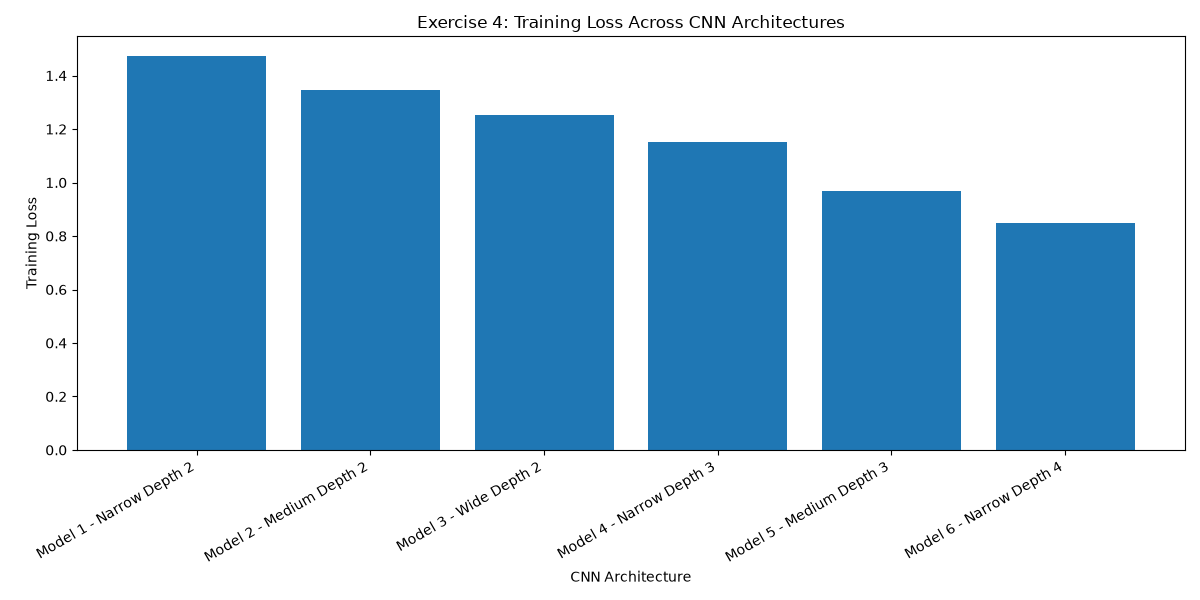 Exercise 4: Training Loss Across CNN Architectures
Training Loss
1.4
1.2
1.0
0.8
0.6
0.4
0.2
0.0
Model 1 - Narrow Depth 2
Model 2 - Medium Depth 2
Model 3 - Wide Depth 2
Model 4 - Narrow Depth 3
Model 5 - Medium Depth 3
Model 6 - Narrow Depth 4
CNN Architecture